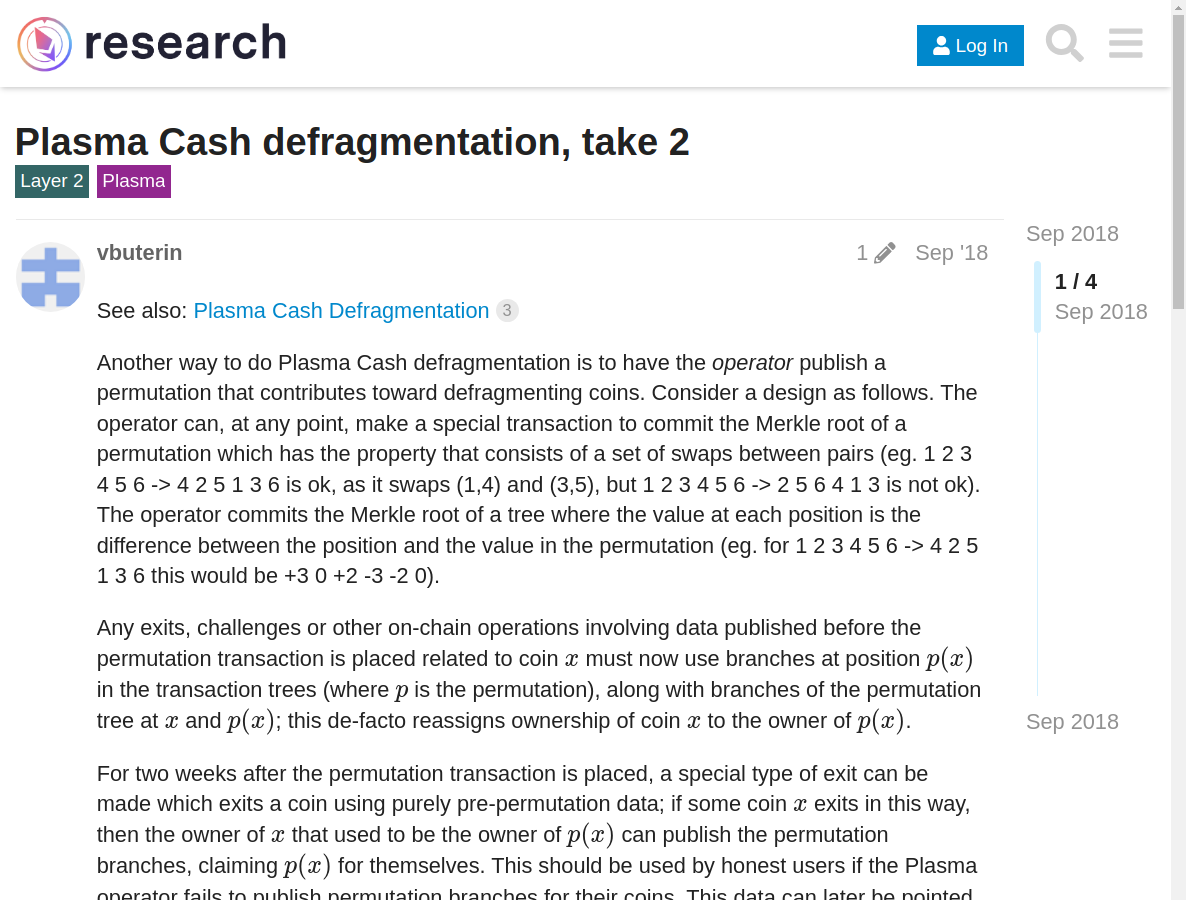 research
Log In
Plasma Cash defragmentation, take 2
Layer 2 Plasma
vbuterin
1 Sep '18
See also: Plasma Cash Defragmentation 3
Another way to do Plasma Cash defragmentation is to have the operator publish a
permutation that contributes toward defragmenting coins. Consider a design as follows. The
operator can, at any point, make a special transaction to commit the Merkle root of a
permutation which has the property that consists of a set of swaps between pairs (eg. 1 2 3
4 5 6 -> 4 2 5 1 3 6 is ok, as it swaps (1,4) and (3,5), but 1 2 3 4 5 6 -> 2 5 6 4 1 3 is not ok).
The operator commits the Merkle root of a tree where the value at each position is the
difference between the position and the value in the permutation (eg. for 1 2 3 4 5 6 -> 4 2 5
1 3 6 this would be +3 0 +2 -3 -2 0).
Any exits, challenges or other on-chain operations involving data published before the
permutation transaction is placed related to coin x must now use branches at position p(x)
in the transaction trees (where p is the permutation), along with branches of the permutation
tree at x and p(x); this de-facto reassigns ownership of coin x to the owner of p(x).
For two weeks after the permutation transaction is placed, a special type of exit can be
made which exits a coin using purely pre-permutation data; if some coin x exits in this way,
then the owner of x that used to be the owner of p(x) can publish the permutation
branches, claiming p(x) for themselves. This should be used by honest users if the Plasma
operator fails to publish permutation branches for their coins. This data can later be pointed
Sep 2018
1 / 4
Sep 2018
Sep 2018